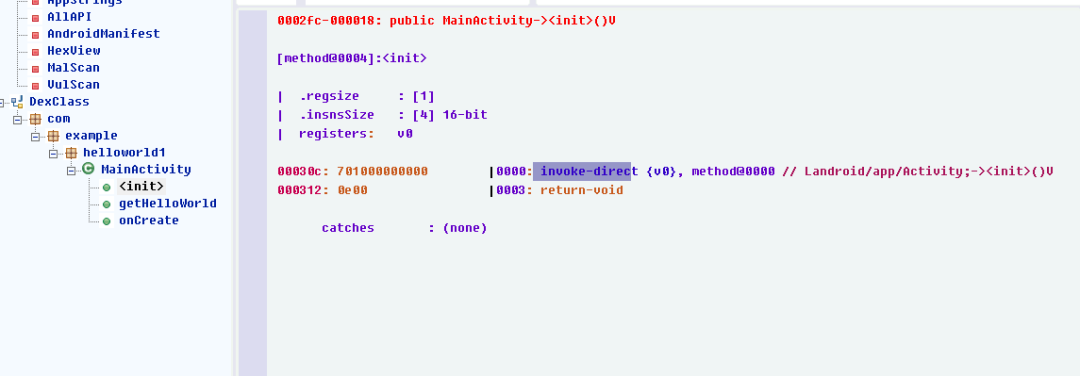 AppStrings
AllAPI
AndroidManifest
HexView
MalScan
VulScan
DexClass
com
example
helloworld1
C MainActivity
<init>
getHelloWorld
onCreate
0002fc-000018: public MainActivity-><init>()V
[method@0004]:<init>
| .regsize : [1]
| .insnsSize : [4] 16-bit
| registers: v0
00030c: 701000000000 |0000: invoke-direct {v0}, method@0000 // Landroid/app/Activity;-><init>()V
000312: 0e00 |0003: return-void
catches : (none)